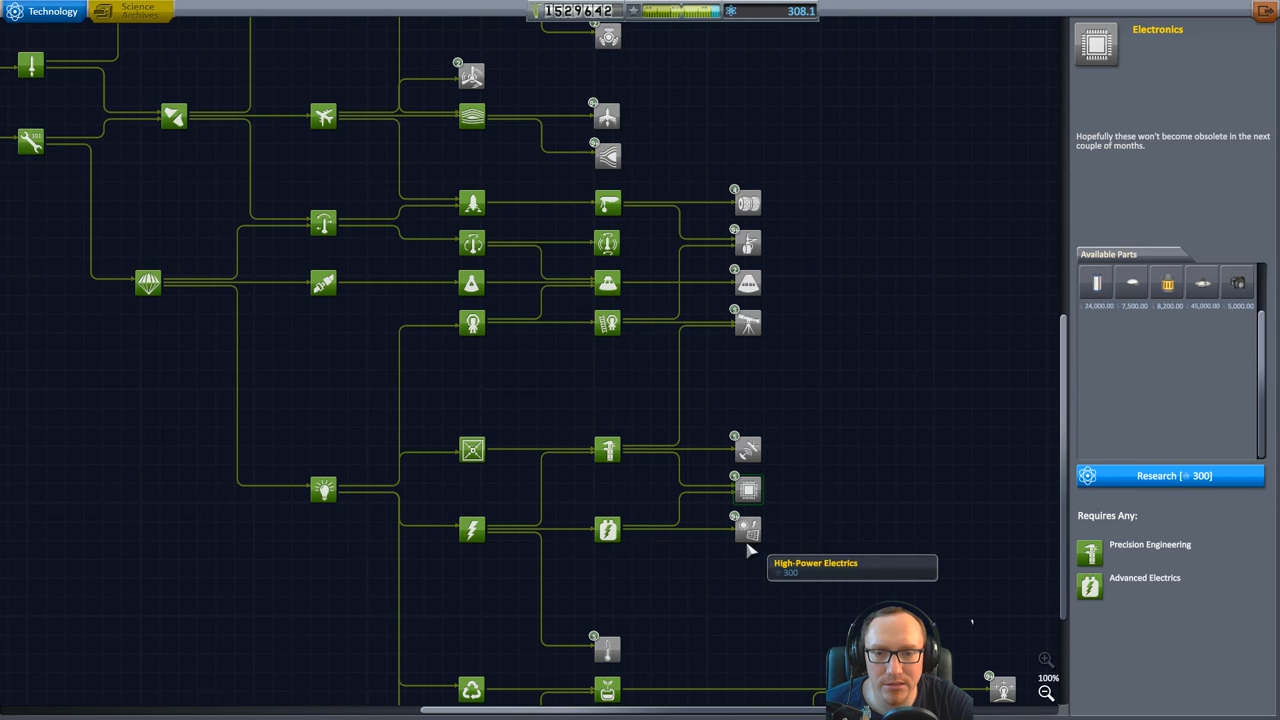 Technology
Science
Archives
1529642
308.1
Electronics
101
Hopefully these won't become obsolete in the next
couple of months.
Available Parts
24,000.00 7,500.00 8,200.00 45,000.00 5,000.00
Research [ 300]
Requires Any:
Precision Engineering
Advanced Electrics
High-Power Electrics
300
100%